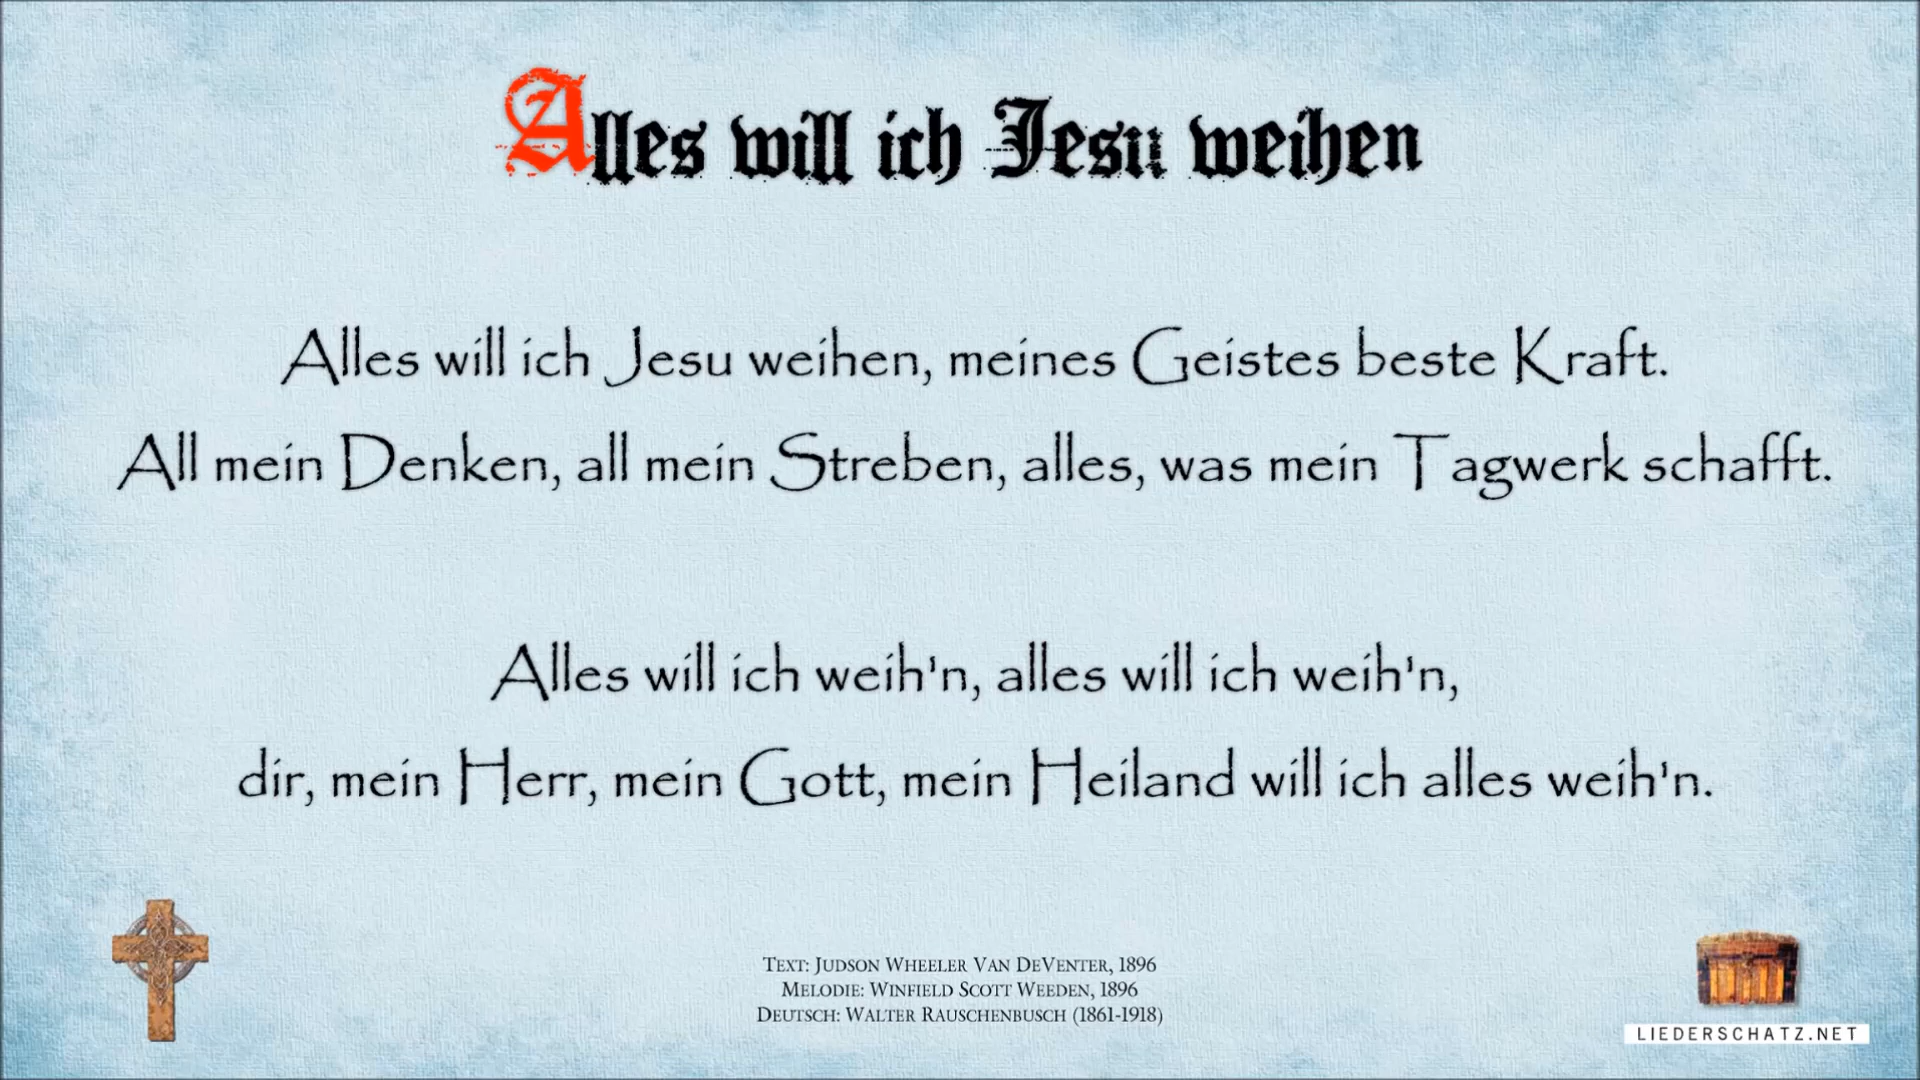 Alles will ich Jesu weihen
Alles will ich Jesu weihen, meines Geistes beste Kraft.
All mein Denken, all mein Streben, alles, was mein Tagwerk schafft.
Alles will ich weih'n, alles will ich weih'n,
dir, mein Herr, mein Gott, mein Heiland will ich alles weih'n.
TEXT: JUDSON WHEELER VAN DEVENTER, 1896
MELODIE: WINFIELD SCOTT WEEDEN, 1896
DEUTSCH: WALTER RAUSCHENBUSCH (1861-1918)
LIEDERSCHATZ.NET